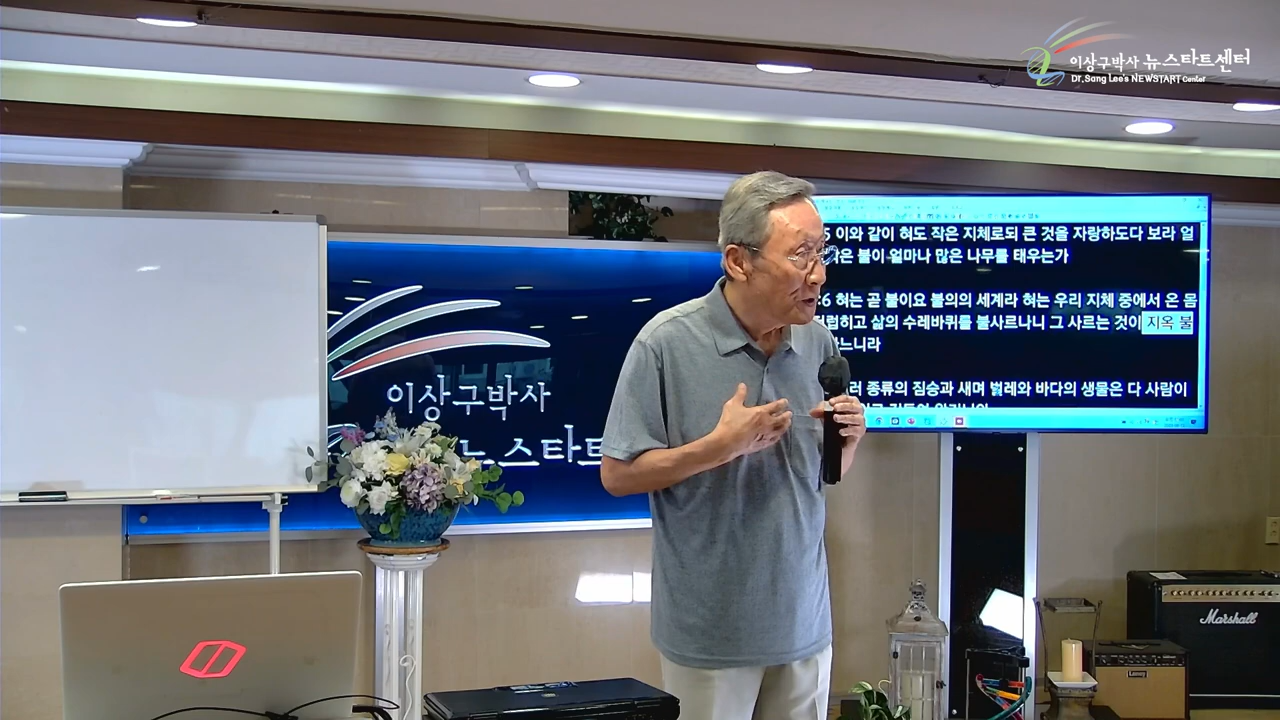 이상구박사 뉴스타트센터
Dr.Sang Lee's NEWSTART Center
5 이와 같이 혀도 작은 지체로되 큰 것을 자랑하도다 보라 얼
불이 얼마나 많은 나무를 태우는가
:6 혀는 곧 불이요 불의의 세계라 혀는 우리 지체 중에서 온 몸
삶의 수레바퀴를 불사르나니 그 사르는 것이 지옥 불
느니라
종류의 짐승과 새며 벌레와 바다의 생물은 다 사람이
이상구박사
뉴스타트
Marshall
Laney